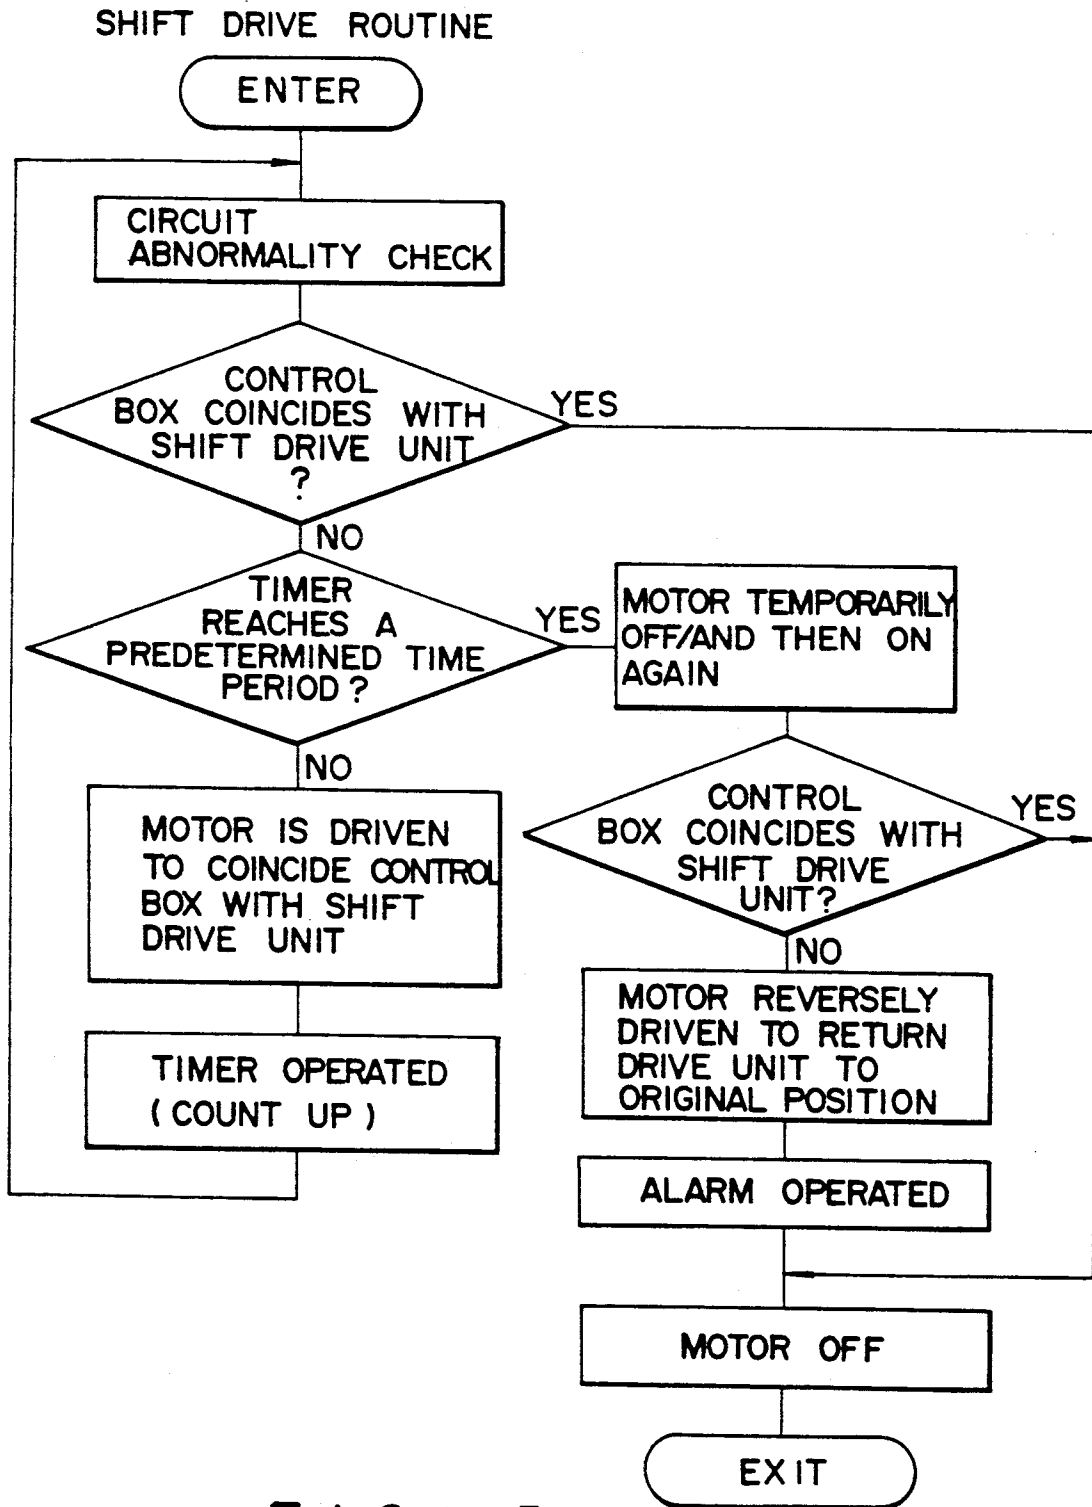 SHIFT DRIVE ROUTINE
ENTER
CIRCUIT
ABNORMALITY CHECK
CONTROL
BOX COINCIDES WITH
SHIFT DRIVE UNIT
?
YES
NO
TIMER
REACHES A
PREDETERMINED TIME
PERIOD?
YES
NO
MOTOR IS DRIVEN
TO COINCIDE CONTROL
BOX WITH SHIFT
DRIVE UNIT
TIMER OPERATED
(COUNT UP)
MOTOR TEMPORARILY
OFF/AND THEN ON
AGAIN
CONTROL
BOX COINCIDES WITH
SHIFT DRIVE
UNIT?
YES
NO
MOTOR REVERSELY
DRIVEN TO RETURN
DRIVE UNIT TO
ORIGINAL POSITION
ALARM OPERATED
MOTOR OFF
EXIT